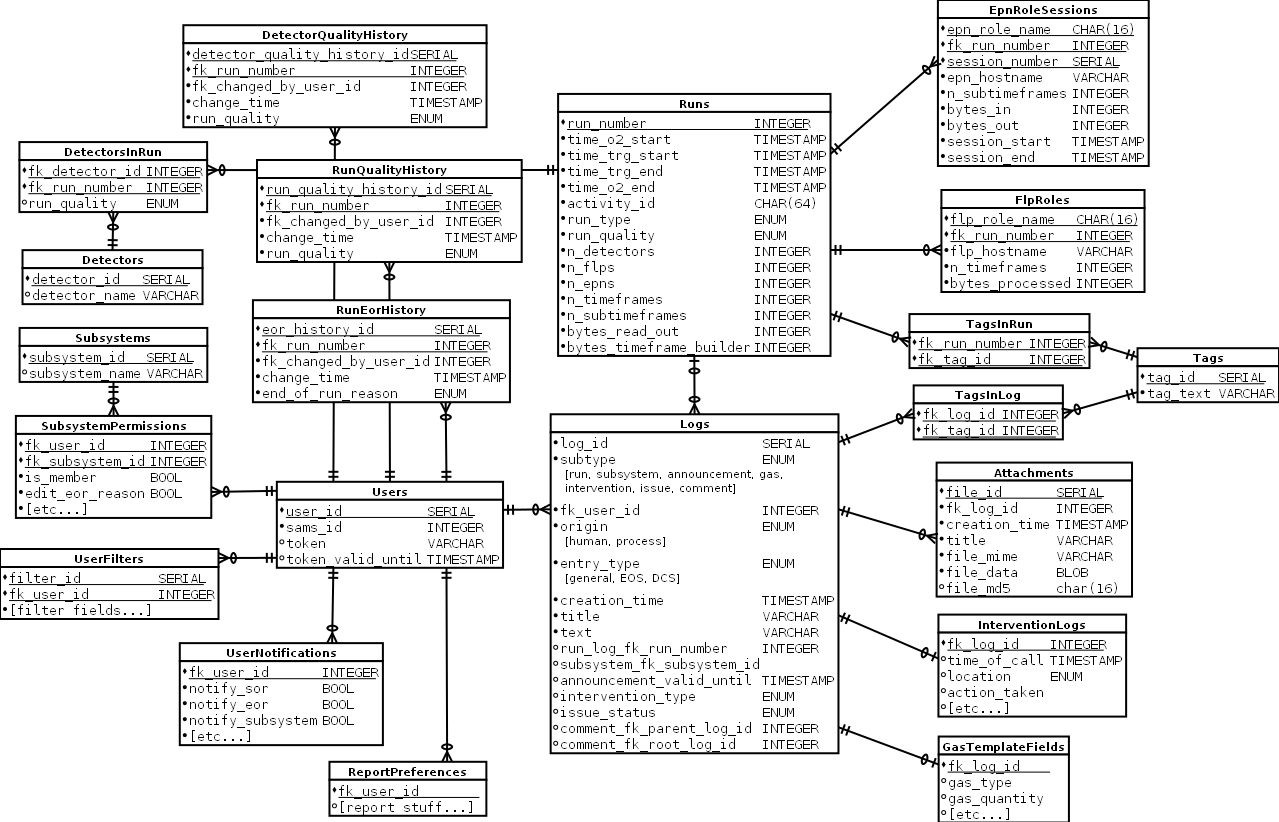 DetectorQualityHistory
detector_quality_history_id SERIAL
fk_run_number INTEGER
fk_changed_by_user_id INTEGER
change_time TIMESTAMP
run_quality ENUM
EpnRoleSessions
epn_role_name CHAR(16)
fk_run_number INTEGER
session_number SERIAL
epn_hostname VARCHAR
n_subtimeframes INTEGER
bytes_in INTEGER
bytes_out INTEGER
session_start TIMESTAMP
session_end TIMESTAMP
Runs
run_number INTEGER
time_o2_start TIMESTAMP
time_trg_start TIMESTAMP
time_trg_end TIMESTAMP
time_o2_end TIMESTAMP
activity_id CHAR(64)
run_type ENUM
run_quality ENUM
n_detectors INTEGER
n_flps INTEGER
n_epns INTEGER
n_timeframes INTEGER
n_subtimeframes INTEGER
bytes_read_out INTEGER
bytes_timeframe_builder INTEGER
DetectorsInRun
fk_detector_id INTEGER
fk_run_number INTEGER
run_quality ENUM
RunQualityHistory
run_quality_history_id SERIAL
fk_run_number INTEGER
fk_changed_by_user_id INTEGER
change_time TIMESTAMP
run_quality ENUM
FlpRoles
flp_role_name CHAR(16)
fk_run_number INTEGER
flp_hostname VARCHAR
n_timeframes INTEGER
bytes_processed INTEGER
Detectors
detector_id SERIAL
detector_name VARCHAR
RunEorHistory
eor_history_id SERIAL
fk_run_number INTEGER
fk_changed_by_user_id INTEGER
change_time TIMESTAMP
end_of_run_reason ENUM
TagsInRun
fk_run_number INTEGER
fk_tag_id INTEGER
Subsystems
subsystem_id SERIAL
subsystem_name VARCHAR
Tags
tag_id SERIAL
tag_text VARCHAR
TagsInLog
fk_log_id INTEGER
fk_tag_id INTEGER
SubsystemPermissions
fk_user_id INTEGER
fk_subsystem_id INTEGER
is_member BOOL
edit_eor_reason BOOL
[etc...]
Logs
log_id SERIAL
subtype ENUM
[run, subsystem, announcement, gas,
intervention, issue, comment]
fk_user_id INTEGER
origin ENUM
[human, process]
entry_type ENUM
[general, EOS, DCS]
creation_time TIMESTAMP
title VARCHAR
text VARCHAR
run_log_fk_run_number INTEGER
subsystem_fk_subsystem_id
announcement_valid_until TIMESTAMP
intervention_type ENUM
issue_status ENUM
comment_fk_parent_log_id INTEGER
comment_fk_root_log_id INTEGER
Attachments
file_id SERIAL
fk_log_id INTEGER
creation_time TIMESTAMP
title VARCHAR
file_mime VARCHAR
file_data BLOB
file_md5 char(16)
Users
user_id SERIAL
sams_id INTEGER
token VARCHAR
token_valid_until TIMESTAMP
UserFilters
filter_id SERIAL
fk_user_id INTEGER
[filter fields...]
InterventionLogs
fk_log_id INTEGER
time_of_call TIMESTAMP
location ENUM
action_taken
[etc...]
UserNotifications
fk_user_id INTEGER
notify_sor BOOL
notify_eor BOOL
notify_subsystem BOOL
[etc...]
GasTemplateFields
fk_log_id
gas_type
gas_quantity
[etc...]
ReportPreferences
fk_user_id
[report stuff...]